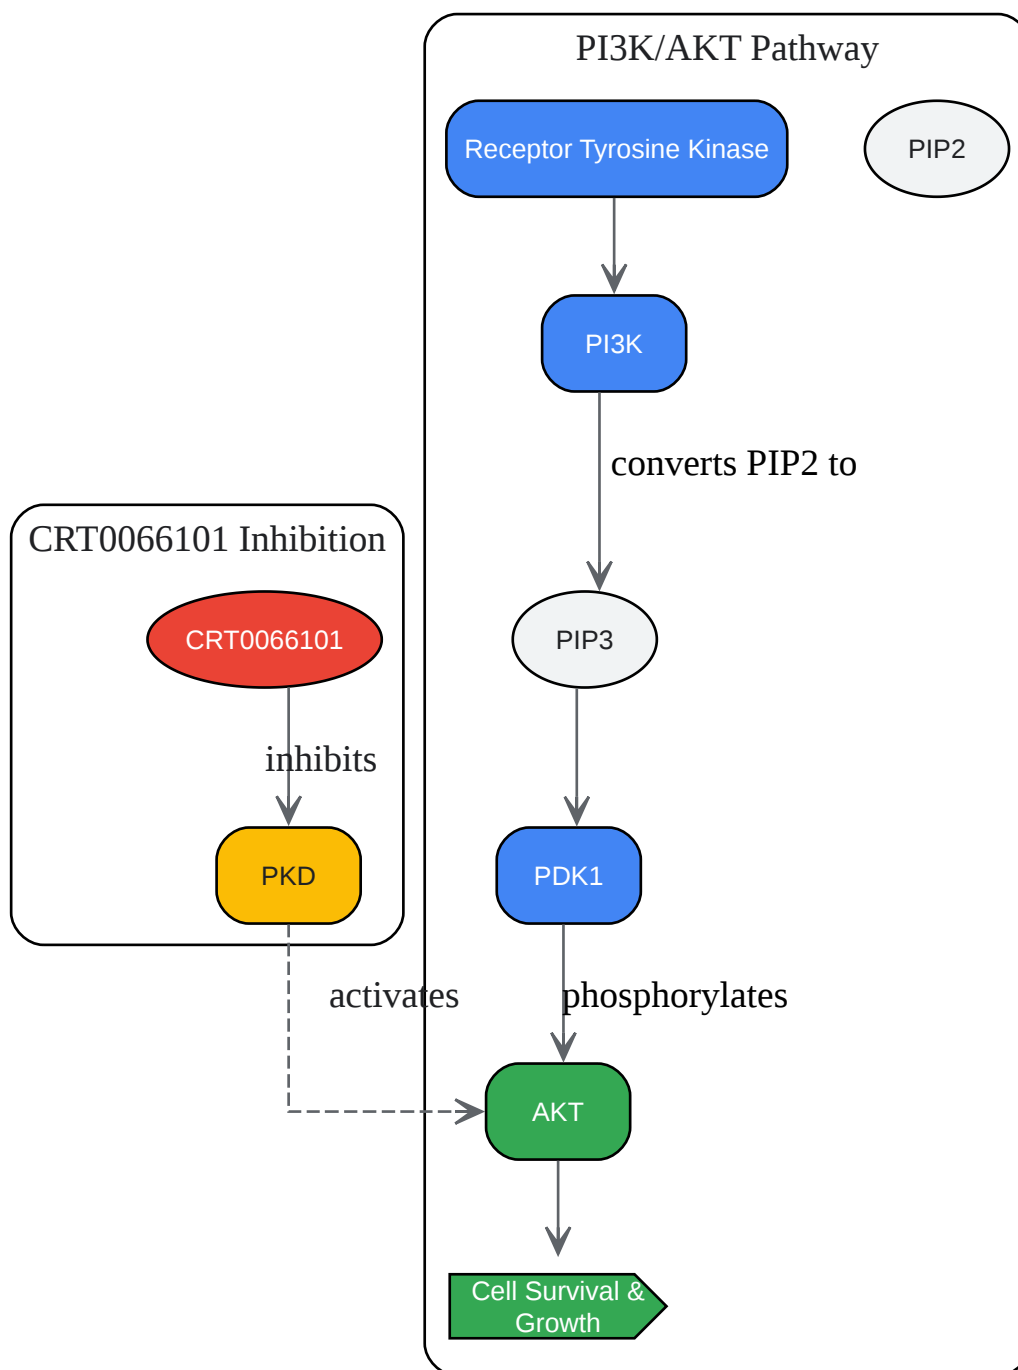 PI3K/AKT Pathway
Receptor Tyrosine Kinase
PIP2
PI3K
converts PIP2 to
CRT0066101 Inhibition
CRT0066101
PIP3
inhibits
PKD
PDK1
activates
phosphorylates
AKT
Cell Survival &
Growth